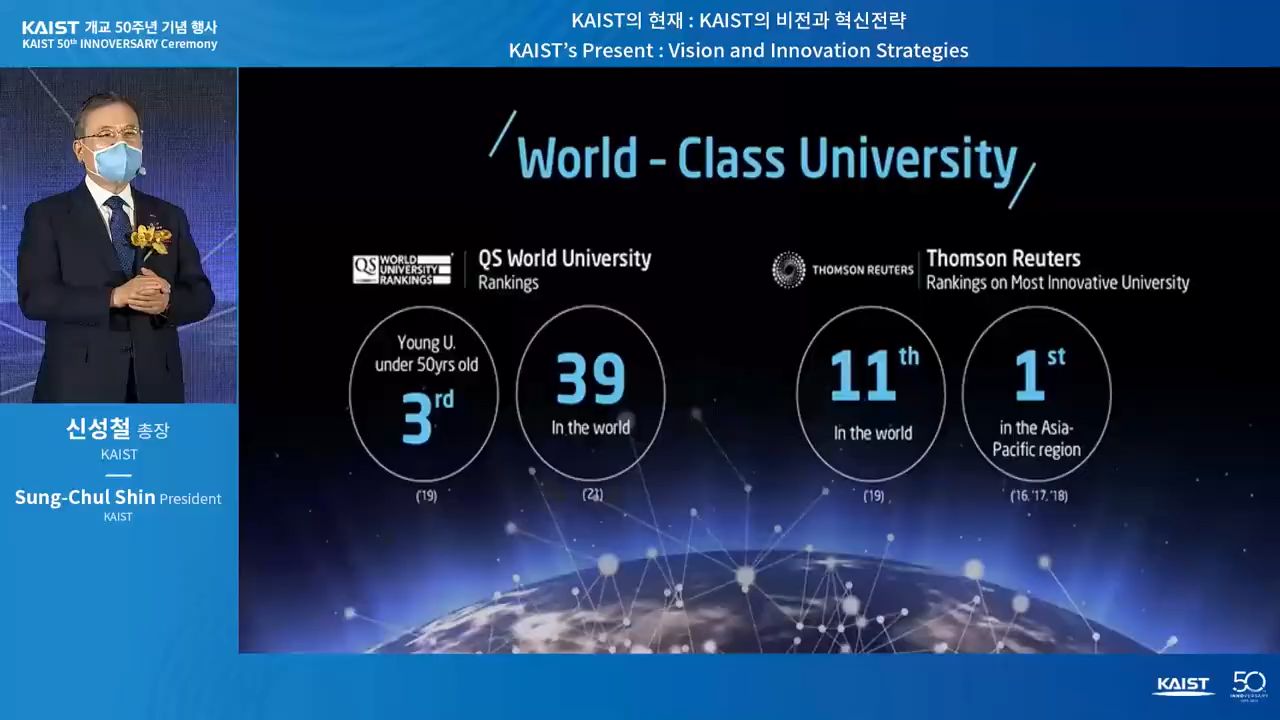 KAIST 개교 50주년 기념 행사
KAIST 50th INNOVERSARY Ceremony
KAIST의 현재 : KAIST의 비전과 혁신전략
KAIST’s Present : Vision and Innovation Strategies
World – Class University
QS WORLD UNIVERSITY RANKINGS
QS World University
Rankings
THOMSON REUTERS
Thomson Reuters
Rankings on Most Innovative University
Young U.
under 50yrs old
3rd
('19)
39
In the world
('21)
11th
In the world
('19)
1st
in the Asia-
Pacific region
('16, '17, '18)
신성철 총장
KAIST
Sung-Chul Shin President
KAIST
KAIST
50
INNOVERSARY